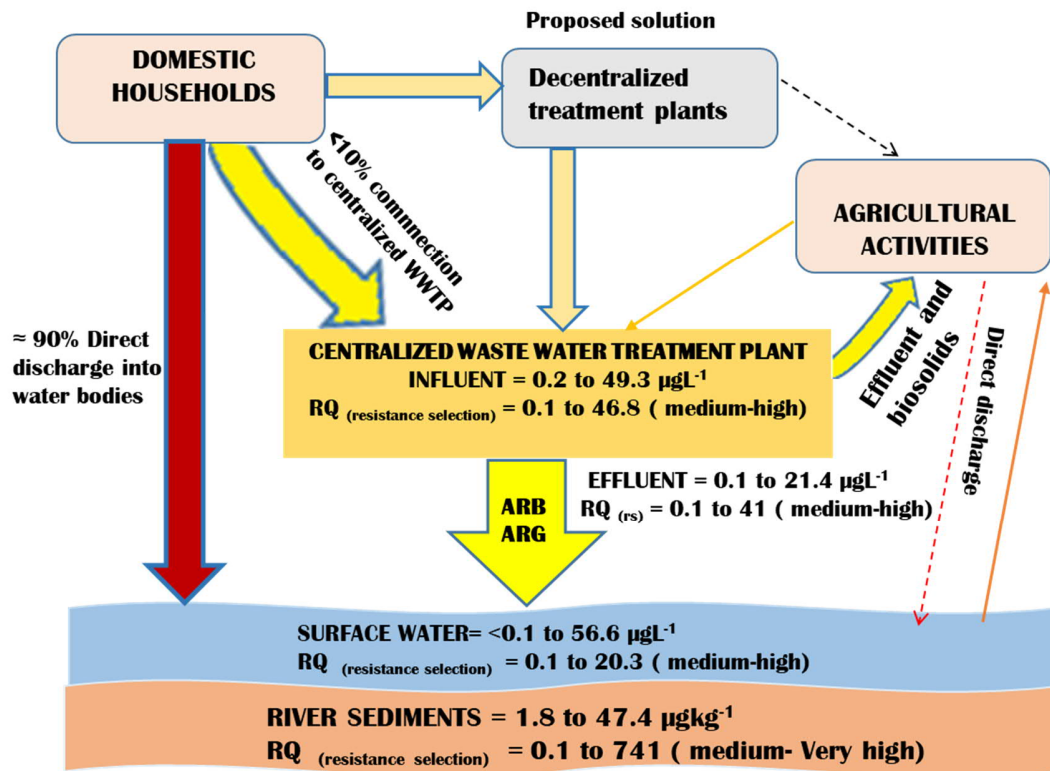 Proposed solution
DOMESTIC
HOUSEHOLDS
Decentralized
treatment plants
<10% comnnection
to centralized WWTP
AGRICULTURAL
ACTIVITIES
≈ 90% Direct
discharge into
water bodies
CENTRALIZED WASTE WATER TREATMENT PLANT
INFLUENT = 0.2 to 49.3 µgL⁻¹
RQ (resistance selection) = 0.1 to 46.8 ( medium-high)
Effluent and
biosolids
Direct discharge
EFFLUENT = 0.1 to 21.4 µgL⁻¹
RQ (rs) = 0.1 to 41 ( medium-high)
ARB
ARG
SURFACE WATER= <0.1 to 56.6 µgL⁻¹
RQ (resistance selection) = 0.1 to 20.3 ( medium-high)
RIVER SEDIMENTS = 1.8 to 47.4 µgkg⁻¹
RQ (resistance selection) = 0.1 to 741 ( medium- Very high)